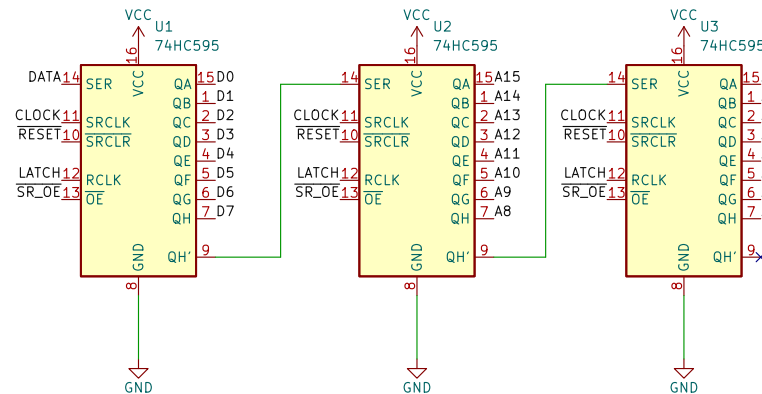 VCC
U1
74HC595
16
VCC
DATA 14 SER QA 15 D0
QB 1 D1
CLOCK 11 SRCLK QC 2 D2
RESET 10 SRCLR QD 3 D3
QE 4 D4
LATCH 12 RCLK QF 5 D5
SR_OE 13 OE QG 6 D6
QH 7 D7
GND QH' 9
8
GND
VCC
U2
74HC595
16
VCC
14 SER QA 15 A15
QB 1 A14
CLOCK 11 SRCLK QC 2 A13
RESET 10 SRCLR QD 3 A12
QE 4 A11
LATCH 12 RCLK QF 5 A10
SR_OE 13 OE QG 6 A9
QH 7 A8
GND QH' 9
8
GND
VCC
U3
74HC595
16
VCC
14 SER QA 15
QB 1
CLOCK 11 SRCLK QC 2
RESET 10 SRCLR QD 3
QE 4
LATCH 12 RCLK QF 5
SR_OE 13 OE QG 6
QH 7
GND QH' 9
8
GND